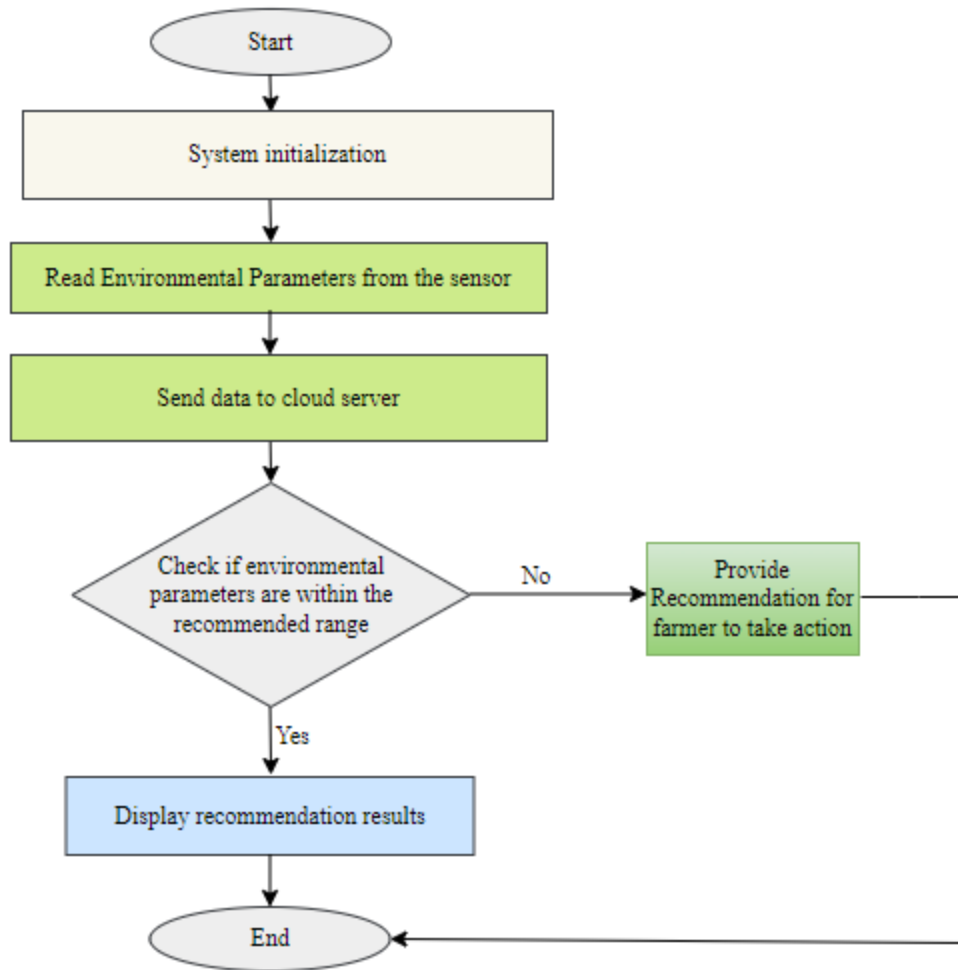 Start
System initialization
Read Environmental Parameters from the sensor
Send data to cloud server
Check if environmental
parameters are within the
recommended range
No
Provide
Recommendation for
farmer to take action
Yes
Display recommendation results
End